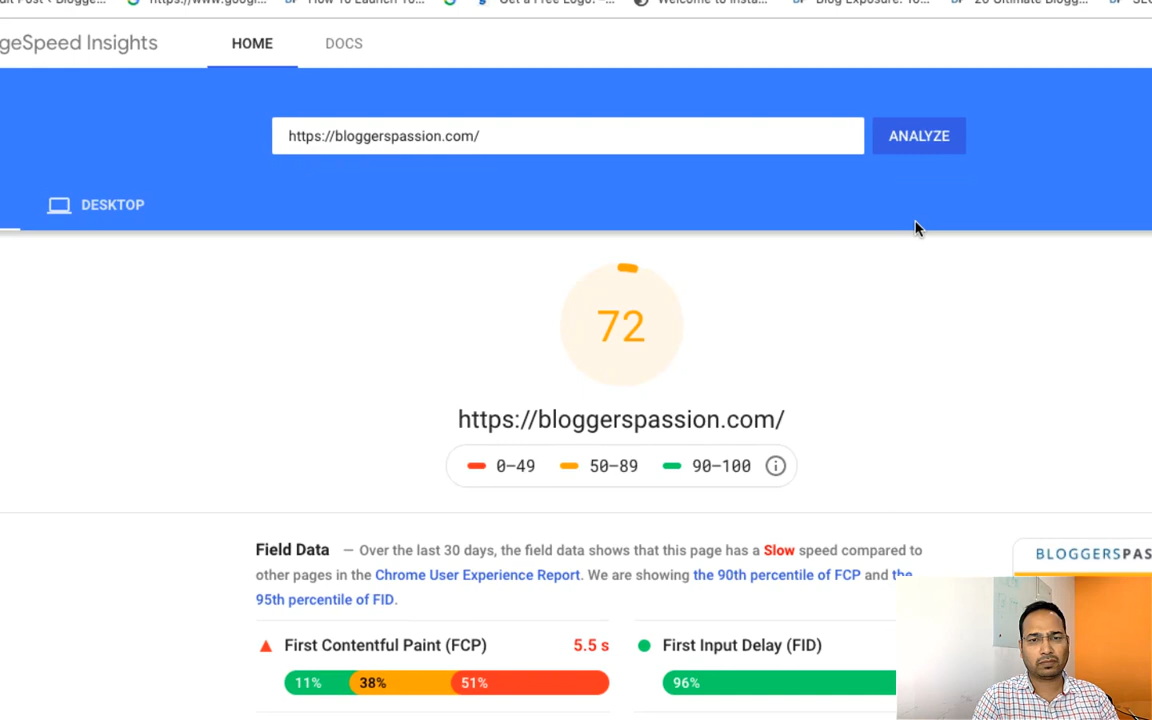 geSpeed Insights HOME DOCS
https://bloggerspassion.com/ ANALYZE
DESKTOP
72
https://bloggerspassion.com/
0–49 50–89 90–100
Field Data — Over the last 30 days, the field data shows that this page has a Slow speed compared to
other pages in the Chrome User Experience Report. We are showing the 90th percentile of FCP and the
95th percentile of FID.
BLOGGERSPAS
First Contentful Paint (FCP) 5.5 s First Input Delay (FID)
11% 38% 51% 96%